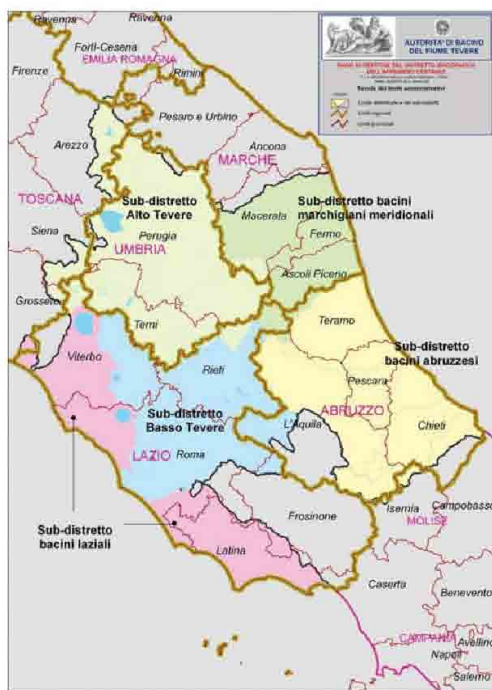 Ravenna
Ravenna
Forlì-Cesena
EMILIA ROMAGNA
Firenze
Rimini
AUTORITA' DI BACINO
DEL FIUME TEVERE
Pesaro e Urbino
Arezzo
Ancona
MARCHE
TOSCANA
Sub-distretto
Alto Tevere
Macerata
Sub-distretto bacini
marchigiani meridionali
Siena
Perugia
UMBRIA
Fermo
Ascoli Piceno
Grosseto
Terni
Teramo
Viterbo
Rieti
Sub-distretto
bacini abruzzesi
Pescara
Sub-distretto
Basso Tevere
L'Aquila
ABRUZZO
Chieti
LAZIO
Roma
Sub-distretto
bacini laziali
Frosinone
Isernia
Campobasso
MOLISE
Latina
Caserta
Benevento
CAMPANIA
Avellino
Napoli
Salerno